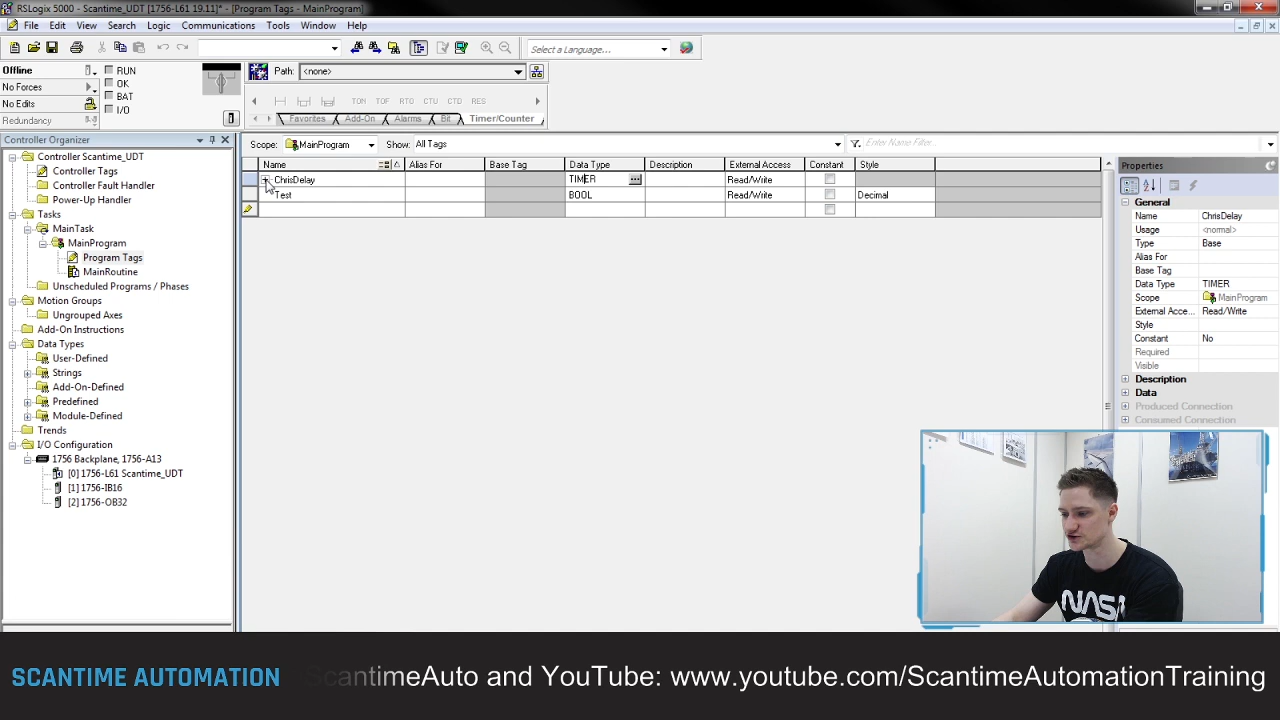 RSLogix 5000 - Scantime_UDT [1756-L61 19.11]* - [Program Tags - MainProgram]
File Edit View Search Logic Communications Tools Window Help
Select a Language...
Offline RUN
No Forces OK
No Edits BAT
Redundancy I/O
Path: <none>
TON TOF RTO CTU CTD RES
Favorites Add-On Alarms Bit Timer/Counter
Controller Organizer
Controller Scantime_UDT
Controller Tags
Controller Fault Handler
Power-Up Handler
Tasks
MainTask
MainProgram
Program Tags
MainRoutine
Unscheduled Programs / Phases
Motion Groups
Ungrouped Axes
Add-On Instructions
Data Types
User-Defined
Strings
Add-On-Defined
Predefined
Module-Defined
Trends
I/O Configuration
1756 Backplane, 1756-A13
[0] 1756-L61 Scantime_UDT
[1] 1756-IB16
[2] 1756-OB32
Scope: MainProgram Show: All Tags Enter Name Filter...
Name Alias For Base Tag Data Type Description External Access Constant Style
ChrisDelay TIMER Read/Write
Test BOOL Read/Write Decimal
Properties
General
Name ChrisDelay
Usage <normal>
Type Base
Alias For
Base Tag
Data Type TIMER
Scope MainProgram
External Acce... Read/Write
Style
Constant No
Required
Visible
Description
Data
Produced Connection
Consumed Connection
NASA
SCANTIME AUTOMATION ScantimeAuto and YouTube: www.youtube.com/ScantimeAutomationTraining